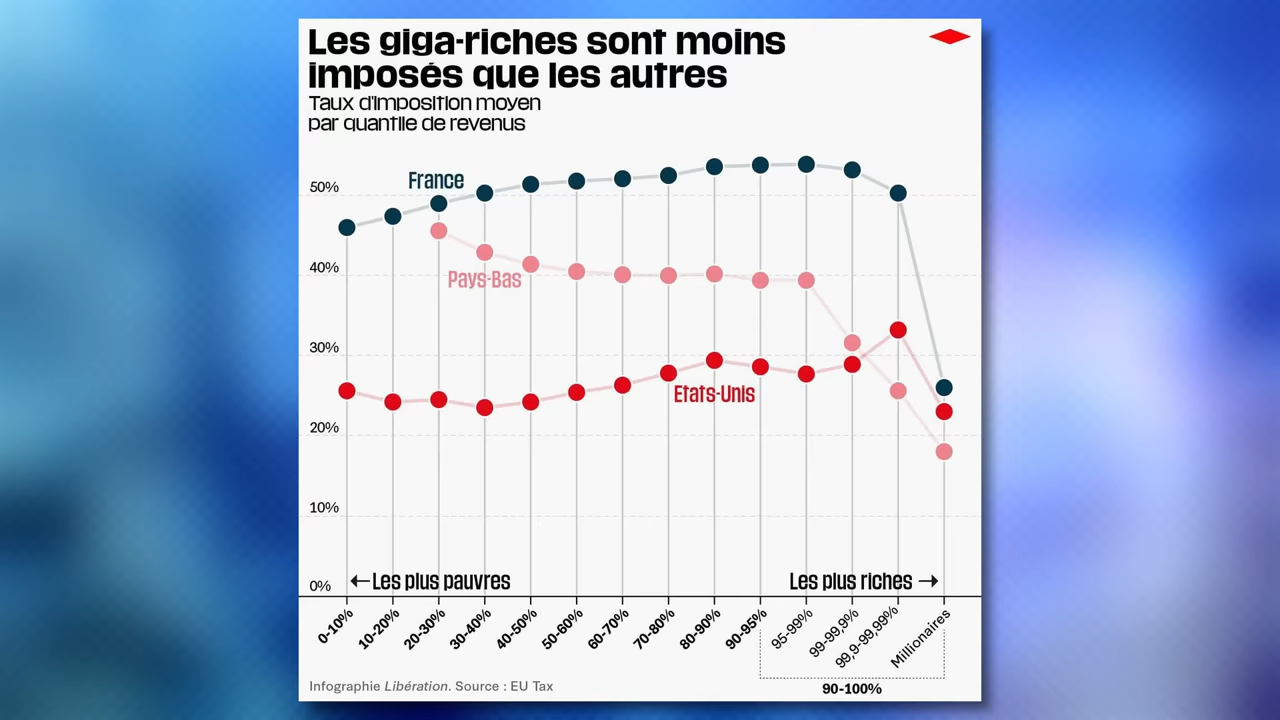 Les giga-riches sont moins
imposés que les autres
Taux d'imposition moyen
par quantile de revenus
France
50%
40%
Pays-Bas
30%
Etats-Unis
20%
10%
0%
←Les plus pauvres
Les plus riches →
0-10%
10-20%
20-30%
30-40%
40-50%
50-60%
60-70%
70-80%
80-90%
90-95%
95-99%
99-99,9%
99,9-99,99%
Millionaires
90-100%
Infographie Libération. Source : EU Tax